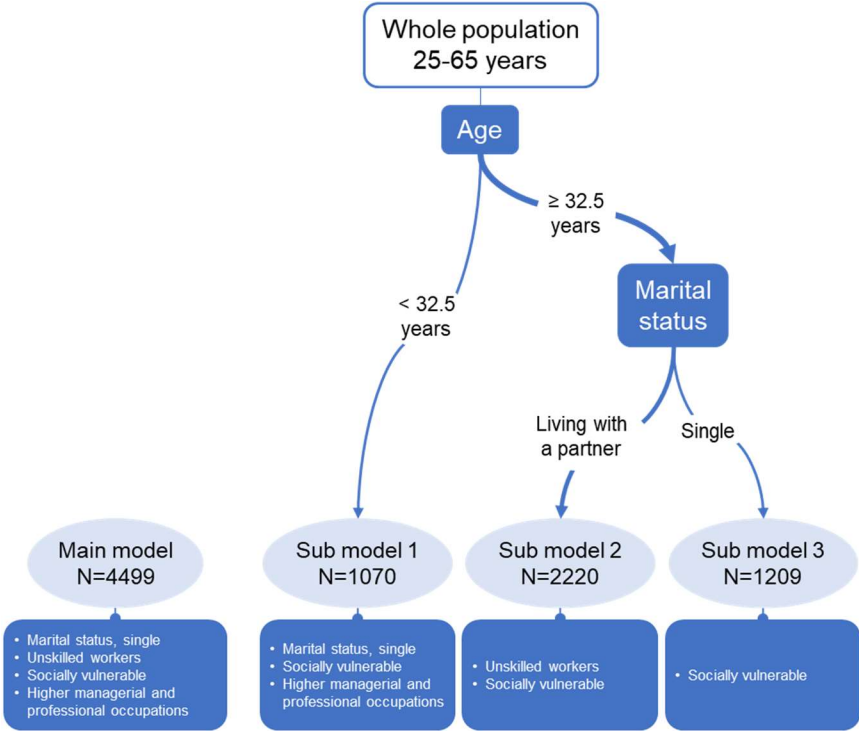 Whole population
25-65 years
Age
≥ 32.5
years
Marital
status
< 32.5
years
Living with
a partner
Single
Main model
N=4499
Sub model 1
N=1070
Sub model 2
N=2220
Sub model 3
N=1209
• Marital status, single
• Unskilled workers
• Socially vulnerable
• Higher managerial and
professional occupations
• Marital status, single
• Socially vulnerable
• Higher managerial and
professional occupations
• Unskilled workers
• Socially vulnerable
• Socially vulnerable